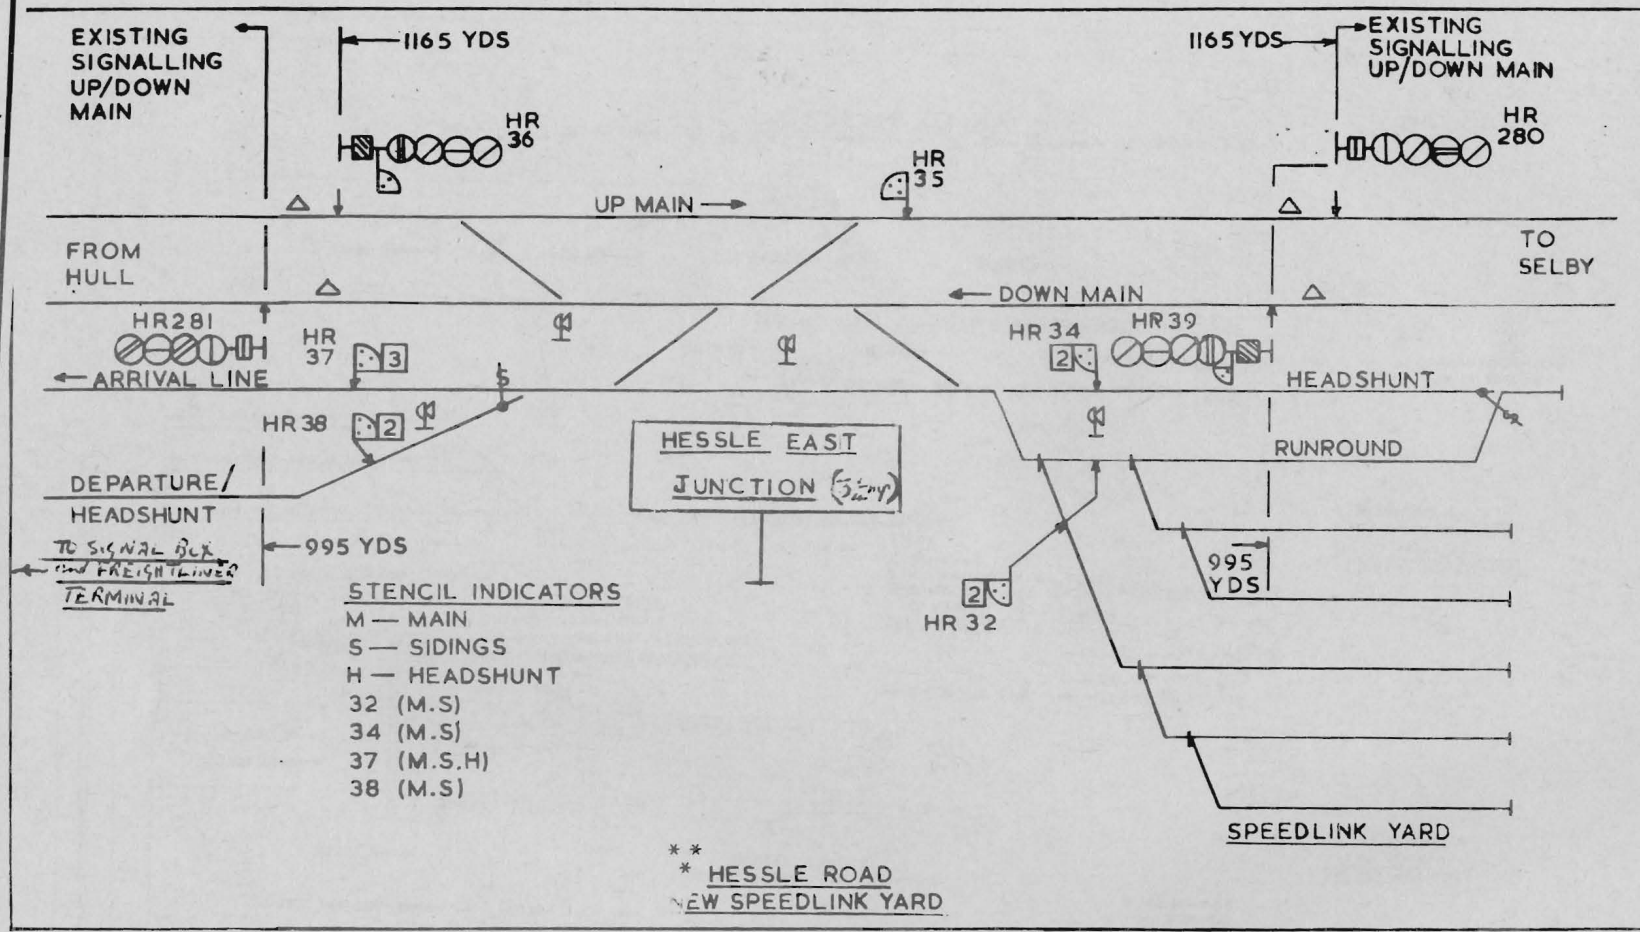 EXISTING
SIGNALLING
UP/DOWN
MAIN
1165 YDS
1165 YDS
EXISTING
SIGNALLING
UP/DOWN MAIN
HR
36
HR
35
HR
280
UP MAIN
FROM
HULL
TO
SELBY
DOWN MAIN
HR281
HR
37
3
HR 34
2
HR 39
ARRIVAL LINE
S
HEADSHUNT
HR38
2
HESSLE EAST
JUNCTION
RUNROUND
DEPARTURE/
HEADSHUNT
TO SIGNAL BOX
and FREIGHTLINER
TERMINAL
995 YDS
995
YDS
2
HR 32
STENCIL INDICATORS
M — MAIN
S — SIDINGS
H — HEADSHUNT
32 (M.S)
34 (M.S)
37 (M.S.H)
38 (M.S)
SPEEDLINK YARD
* *
* HESSLE ROAD
NEW SPEEDLINK YARD